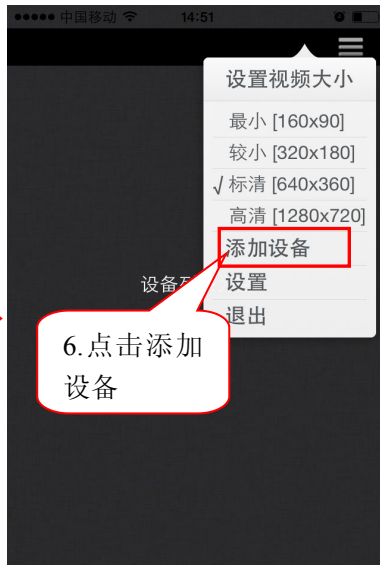 中国移动 14:51
设置视频大小
最小 [160x90]
较小 [320x180]
√ 标清 [640x360]
高清 [1280x720]
添加设备
设备
设置
退出
6.点击添加
设备